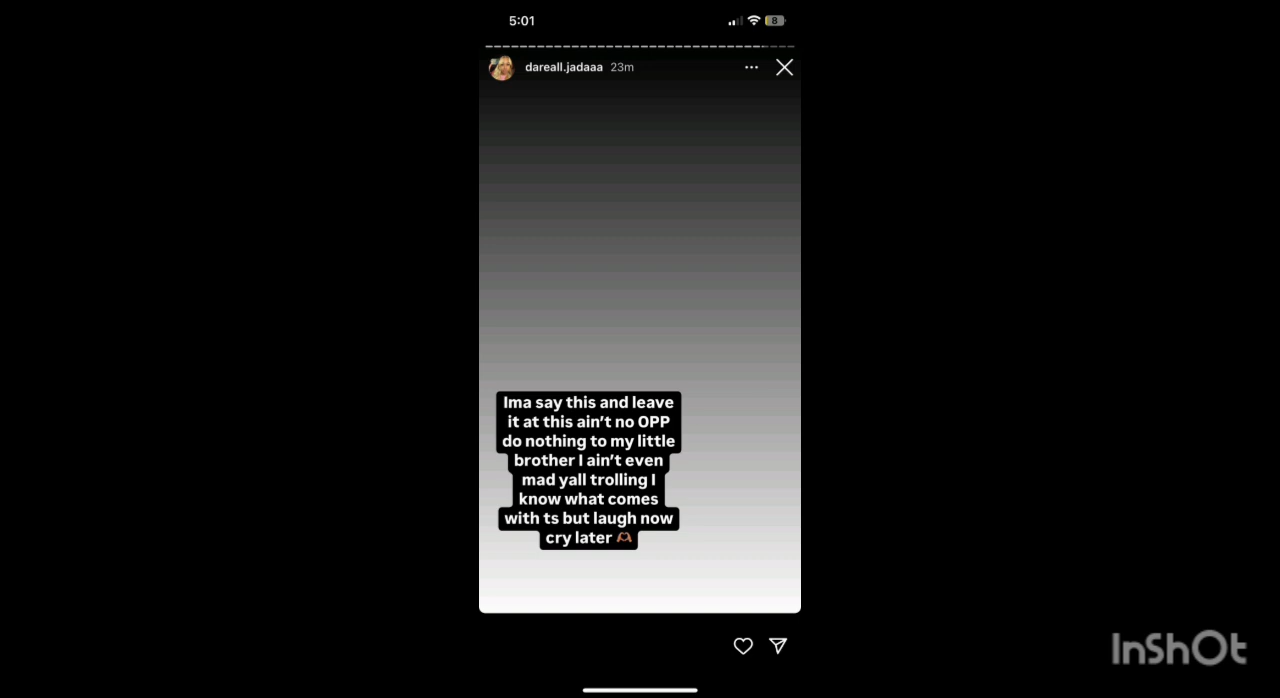 5:01
8
dareall.jadaaa 23m
Ima say this and leave
it at this ain't no OPP
do nothing to my little
brother I ain't even
mad yall trolling I
know what comes
with ts but laugh now
cry later 🫶🏾
InShOt